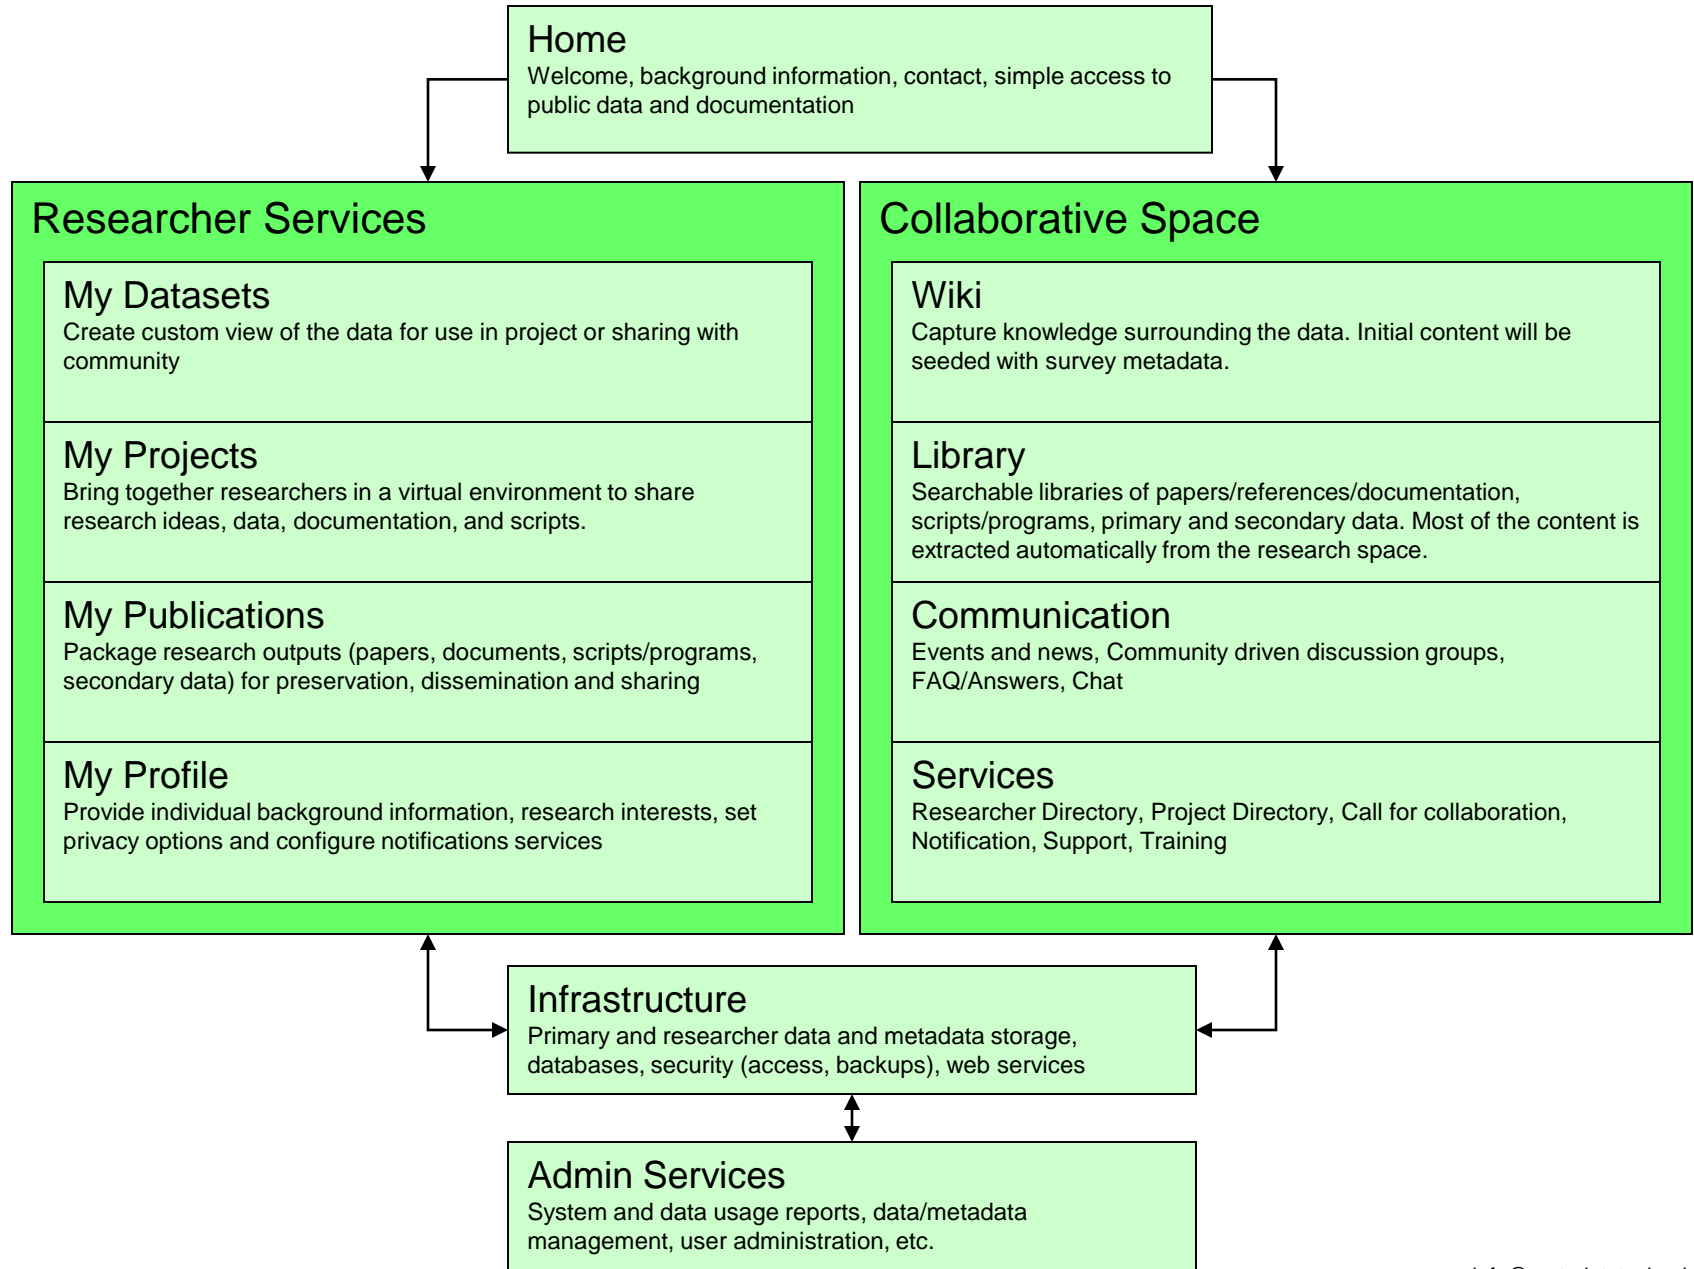 Home
Welcome, background information, contact, simple access to
public data and documentation
Researcher Services
My Datasets
Create custom view of the data for use in project or sharing with
community
My Projects
Bring together researchers in a virtual environment to share
research ideas, data, documentation, and scripts.
My Publications
Package research outputs (papers, documents, scripts/programs,
secondary data) for preservation, dissemination and sharing
My Profile
Provide individual background information, research interests, set
privacy options and configure notifications services
Collaborative Space
Wiki
Capture knowledge surrounding the data. Initial content will be
seeded with survey metadata.
Library
Searchable libraries of papers/references/documentation,
scripts/programs, primary and secondary data. Most of the content is
extracted automatically from the research space.
Communication
Events and news, Community driven discussion groups,
FAQ/Answers, Chat
Services
Researcher Directory, Project Directory, Call for collaboration,
Notification, Support, Training
Infrastructure
Primary and researcher data and metadata storage,
databases, security (access, backups), web services
Admin Services
System and data usage reports, data/metadata
management, user administration, etc.